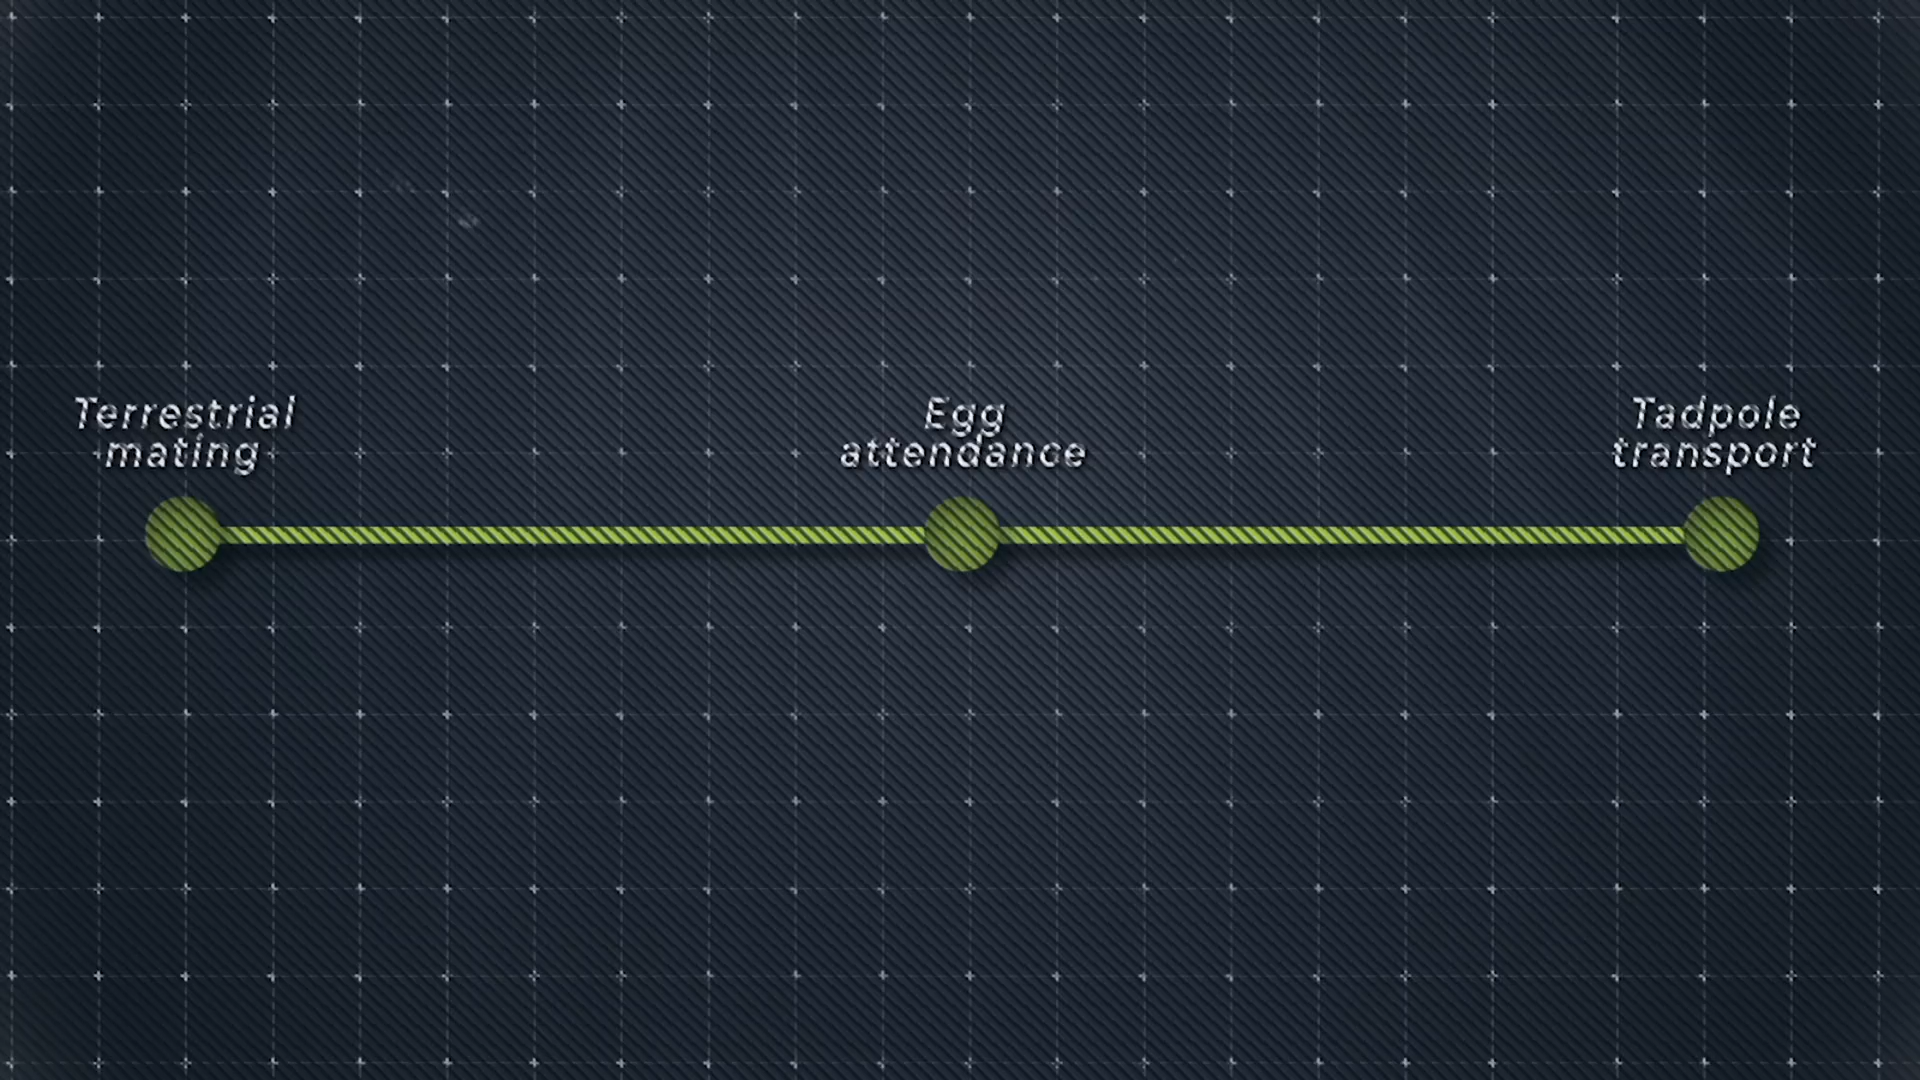 Terrestrial
mating
Egg
attendance
Tadpole
transport